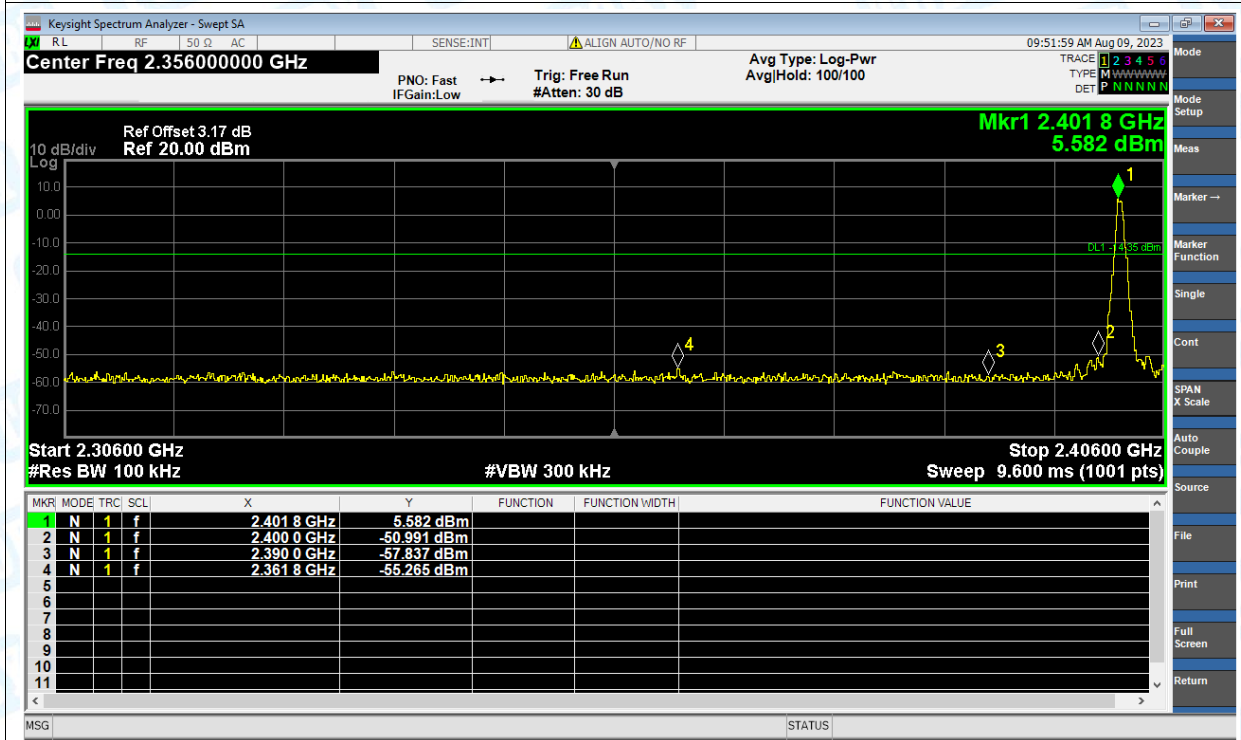 Keysight Spectrum Analyzer - Swept SA
LXI RL RF 50 Ω AC SENSE:INT ALIGN AUTO/NO RF 09:51:59 AM Aug 09, 2023
Center Freq 2.356000000 GHz
PNO: Fast
IFGain:Low
Trig: Free Run
#Atten: 30 dB
Avg Type: Log-Pwr
Avg|Hold: 100/100
TRACE 1 2 3 4 5 6
TYPE M W W W W W
DET P N N N N N
Ref Offset 3.17 dB
10 dB/div Ref 20.00 dBm
Log
Mkr1 2.401 8 GHz
5.582 dBm
10.0
0.00
-10.0
-20.0
-30.0
-40.0
-50.0
-60.0
-70.0
1
DL1 -14.35 dBm
2
3
4
Start 2.30600 GHz Stop 2.40600 GHz
#Res BW 100 kHz #VBW 300 kHz Sweep 9.600 ms (1001 pts)
MKR MODE TRC SCL X Y FUNCTION FUNCTION WIDTH FUNCTION VALUE
1 N 1 f 2.401 8 GHz 5.582 dBm
2 N 1 f 2.400 0 GHz -50.991 dBm
3 N 1 f 2.390 0 GHz -57.837 dBm
4 N 1 f 2.361 8 GHz -55.265 dBm
5
6
7
8
9
10
11
MSG STATUS
Mode
Mode
Setup
Meas
Marker →
Marker
Function
Single
Cont
SPAN
X Scale
Auto
Couple
Source
File
Print
Full
Screen
Return